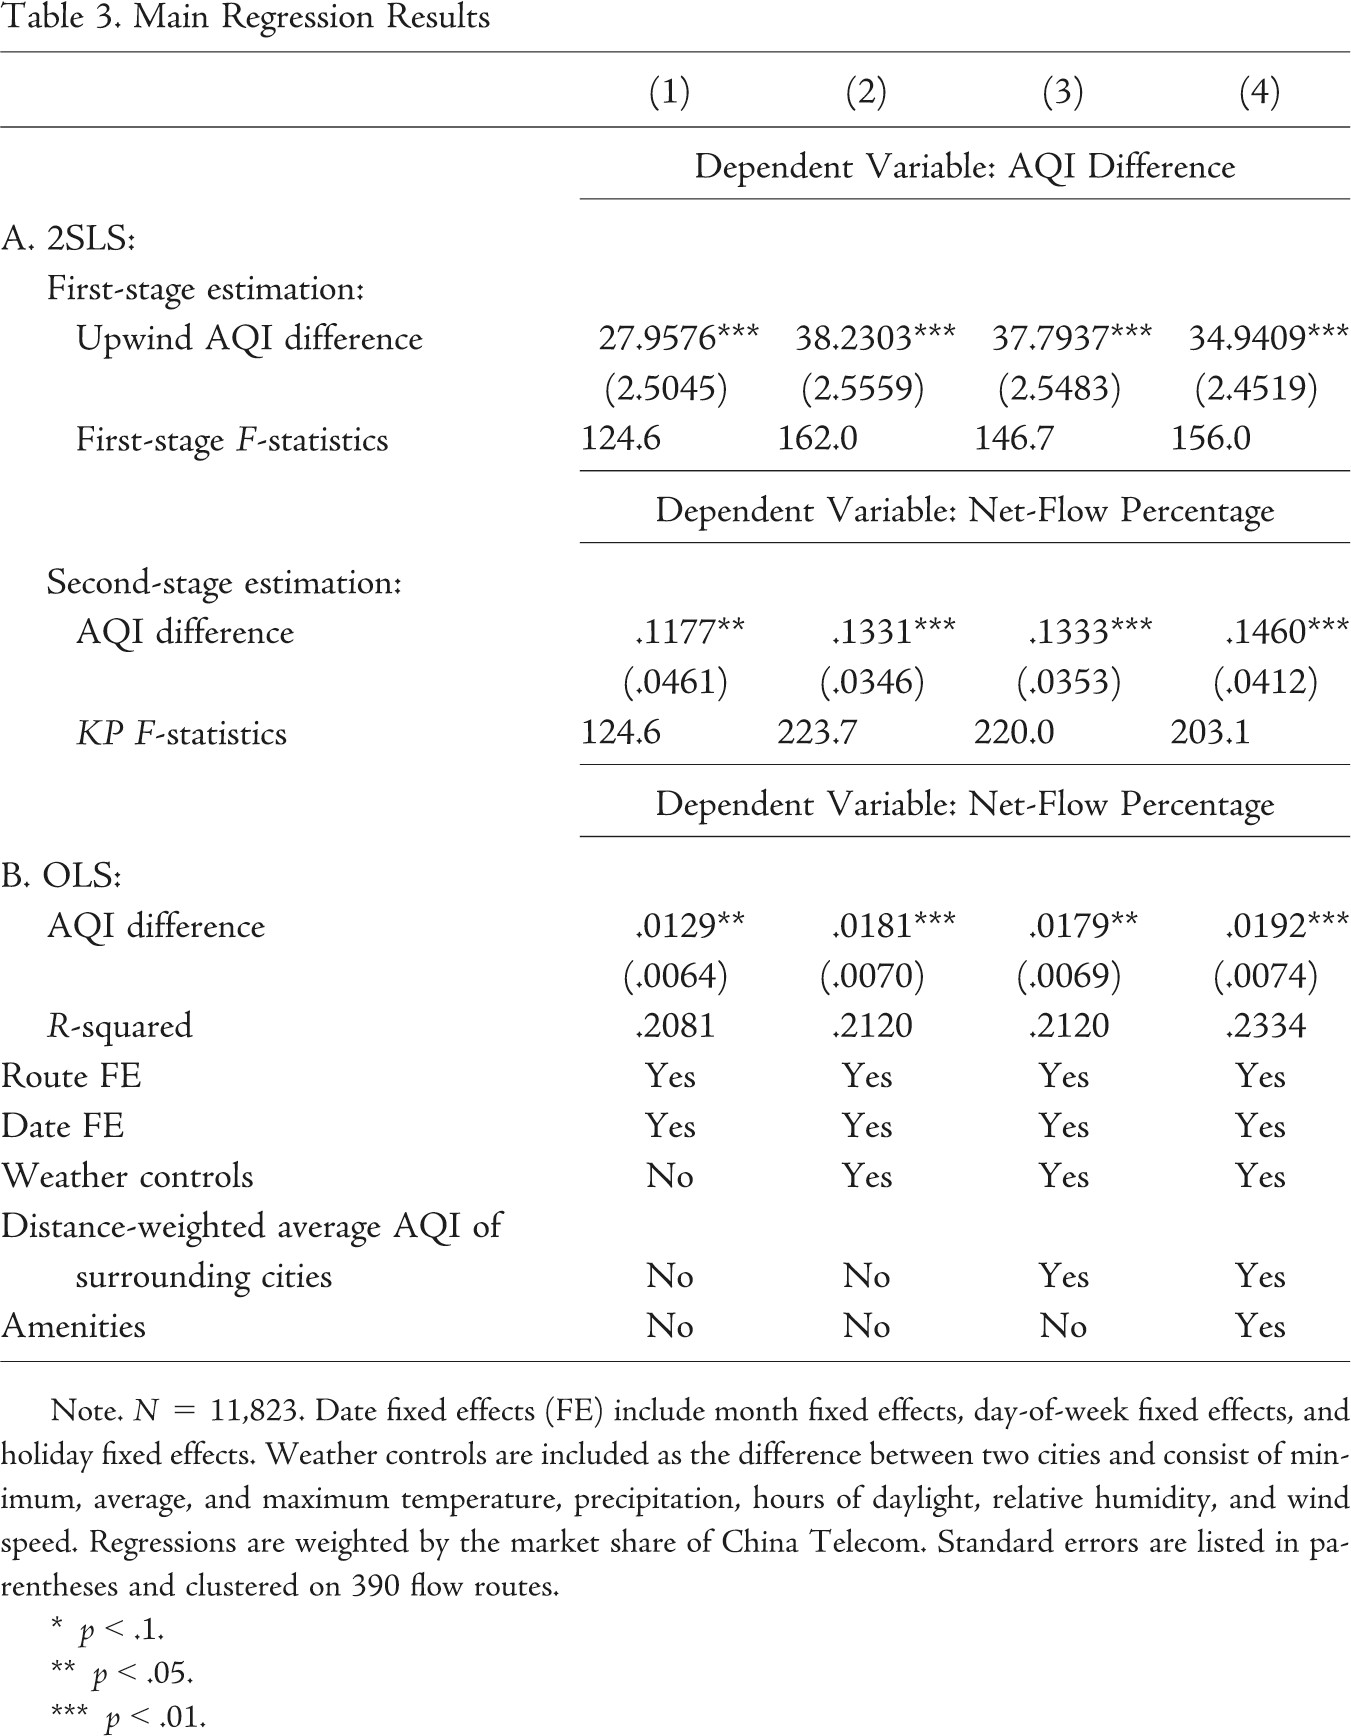 Table 3. Main Regression Results
(1) (2) (3) (4)
Dependent Variable: AQI Difference
A. 2SLS:
First-stage estimation:
Upwind AQI difference 27.9576*** 38.2303*** 37.7937*** 34.9409***
(2.5045) (2.5559) (2.5483) (2.4519)
First-stage F-statistics 124.6 162.0 146.7 156.0
Dependent Variable: Net-Flow Percentage
Second-stage estimation:
AQI difference .1177** .1331*** .1333*** .1460***
(.0461) (.0346) (.0353) (.0412)
KP F-statistics 124.6 223.7 220.0 203.1
Dependent Variable: Net-Flow Percentage
B. OLS:
AQI difference .0129** .0181*** .0179** .0192***
(.0064) (.0070) (.0069) (.0074)
R-squared .2081 .2120 .2120 .2334
Route FE Yes Yes Yes Yes
Date FE Yes Yes Yes Yes
Weather controls No Yes Yes Yes
Distance-weighted average AQI of
surrounding cities No No Yes Yes
Amenities No No No Yes
Note. N = 11,823. Date fixed effects (FE) include month fixed effects, day-of-week fixed effects, and
holiday fixed effects. Weather controls are included as the difference between two cities and consist of min-
imum, average, and maximum temperature, precipitation, hours of daylight, relative humidity, and wind
speed. Regressions are weighted by the market share of China Telecom. Standard errors are listed in pa-
rentheses and clustered on 390 flow routes.
* p < .1.
** p < .05.
*** p < .01.